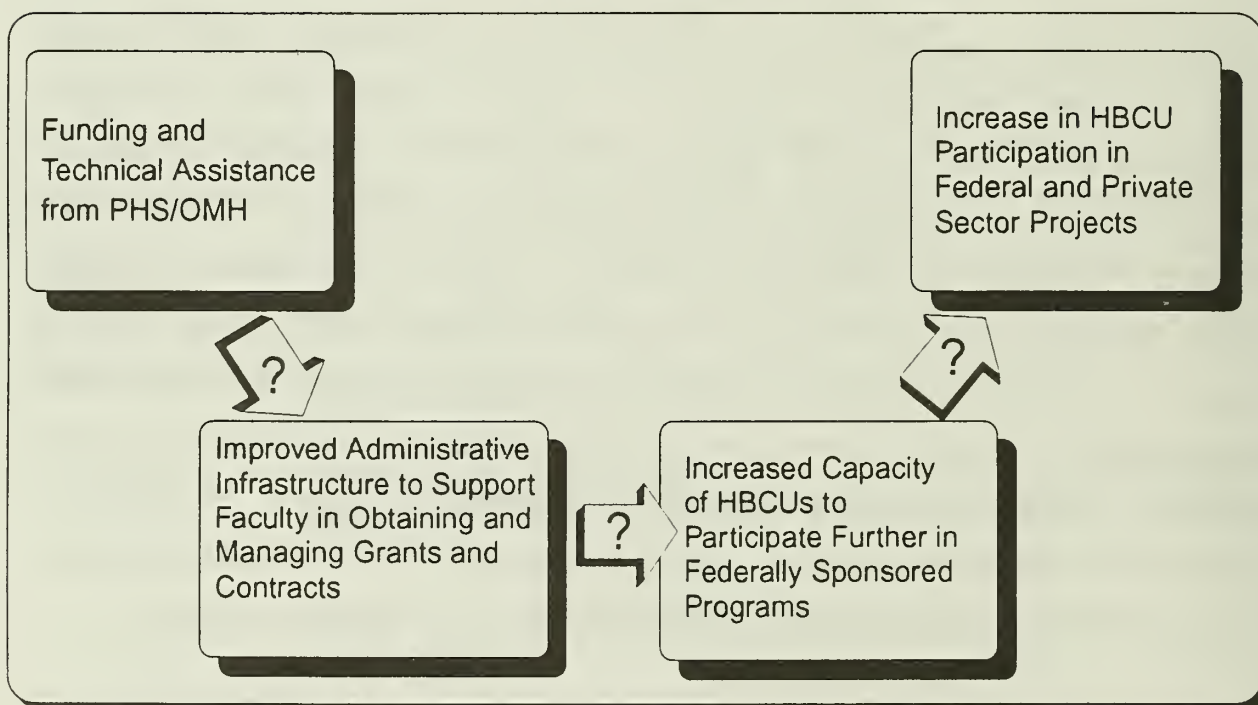 Funding and
Technical Assistance
from PHS/OMH
?
Improved Administrative
Infrastructure to Support
Faculty in Obtaining and
Managing Grants and
Contracts
?
Increased Capacity
of HBCUs to
Participate Further in
Federally Sponsored
Programs
?
Increase in HBCU
Participation in
Federal and Private
Sector Projects